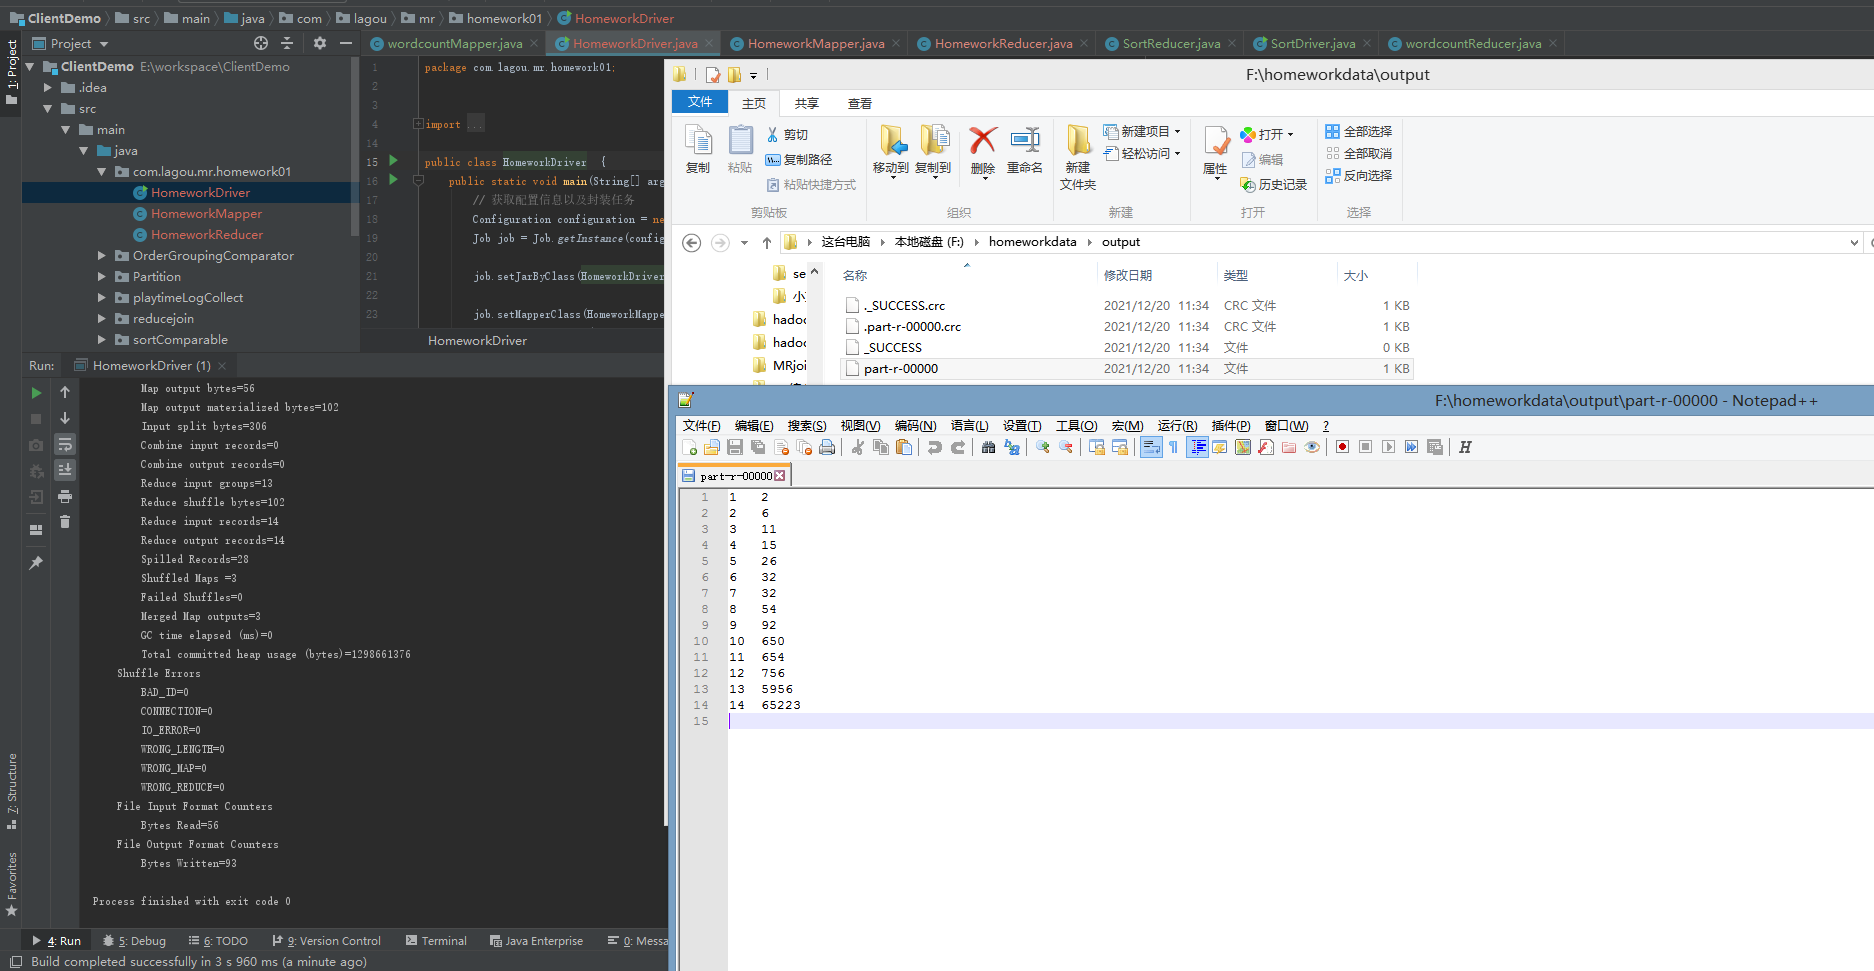 ClientDemo src main java com lagou mr homework01 HomeworkDriver
1: Project
Project
wordcountMapper.java HomeworkDriver.java HomeworkMapper.java HomeworkReducer.java SortReducer.java SortDriver.java wordcountReducer.java
ClientDemo E:\workspace\ClientDemo
.idea
src
main
java
com.lagou.mr.homework01
HomeworkDriver
HomeworkMapper
HomeworkReducer
OrderGroupingComparator
Partition
playtimeLogCollect
reducejoin
sortComparable
1 package com.lagou.mr.homework01;
2
3
4 import ...
14
15 public class HomeworkDriver {
16 public static void main(String[] arg
17 // 获取配置信息以及封装任务
18 Configuration configuration = ne
19 Job job = Job.getInstance(config
20
21 job.setJarByClass(HomeworkDriver
22
23 job.setMapperClass(HomeworkMappe
HomeworkDriver
Run: HomeworkDriver (1)
Map output bytes=56
Map output materialized bytes=102
Input split bytes=306
Combine input records=0
Combine output records=0
Reduce input groups=13
Reduce shuffle bytes=102
Reduce input records=14
Reduce output records=14
Spilled Records=28
Shuffled Maps =3
Failed Shuffles=0
Merged Map outputs=3
GC time elapsed (ms)=0
Total committed heap usage (bytes)=1298661376
Shuffle Errors
BAD_ID=0
CONNECTION=0
IO_ERROR=0
WRONG_LENGTH=0
WRONG_MAP=0
WRONG_REDUCE=0
File Input Format Counters
Bytes Read=56
File Output Format Counters
Bytes Written=93
Process finished with exit code 0
7: Structure
Favorites
4: Run 5: Debug 6: TODO 9: Version Control Terminal Java Enterprise 0: Messa
Build completed successfully in 3 s 960 ms (a minute ago)
F:\homeworkdata\output
文件 主页 共享 查看
复制
粘贴
剪切
复制路径
粘贴快捷方式
剪贴板
移动到 复制到 删除 重命名
组织
新建
文件夹
新建项目
轻松访问
新建
属性
打开
编辑
历史记录
打开
全部选择
全部取消
反向选择
选择
这台电脑 本地磁盘 (F:) homeworkdata output
se
小
hadoc
hadoc
MRjoi
名称 修改日期 类型 大小
._SUCCESS.crc 2021/12/20 11:34 CRC 文件 1 KB
.part-r-00000.crc 2021/12/20 11:34 CRC 文件 1 KB
_SUCCESS 2021/12/20 11:34 文件 0 KB
part-r-00000 2021/12/20 11:34 文件 1 KB
F:\homeworkdata\output\part-r-00000 - Notepad++
文件(F) 编辑(E) 搜索(S) 视图(V) 编码(N) 语言(L) 设置(T) 工具(O) 宏(M) 运行(R) 插件(P) 窗口(W) ?
part-r-00000
1 1 2
2 2 6
3 3 11
4 4 15
5 5 26
6 6 32
7 7 32
8 8 54
9 9 92
10 10 650
11 11 654
12 12 756
13 13 5956
14 14 65223
15